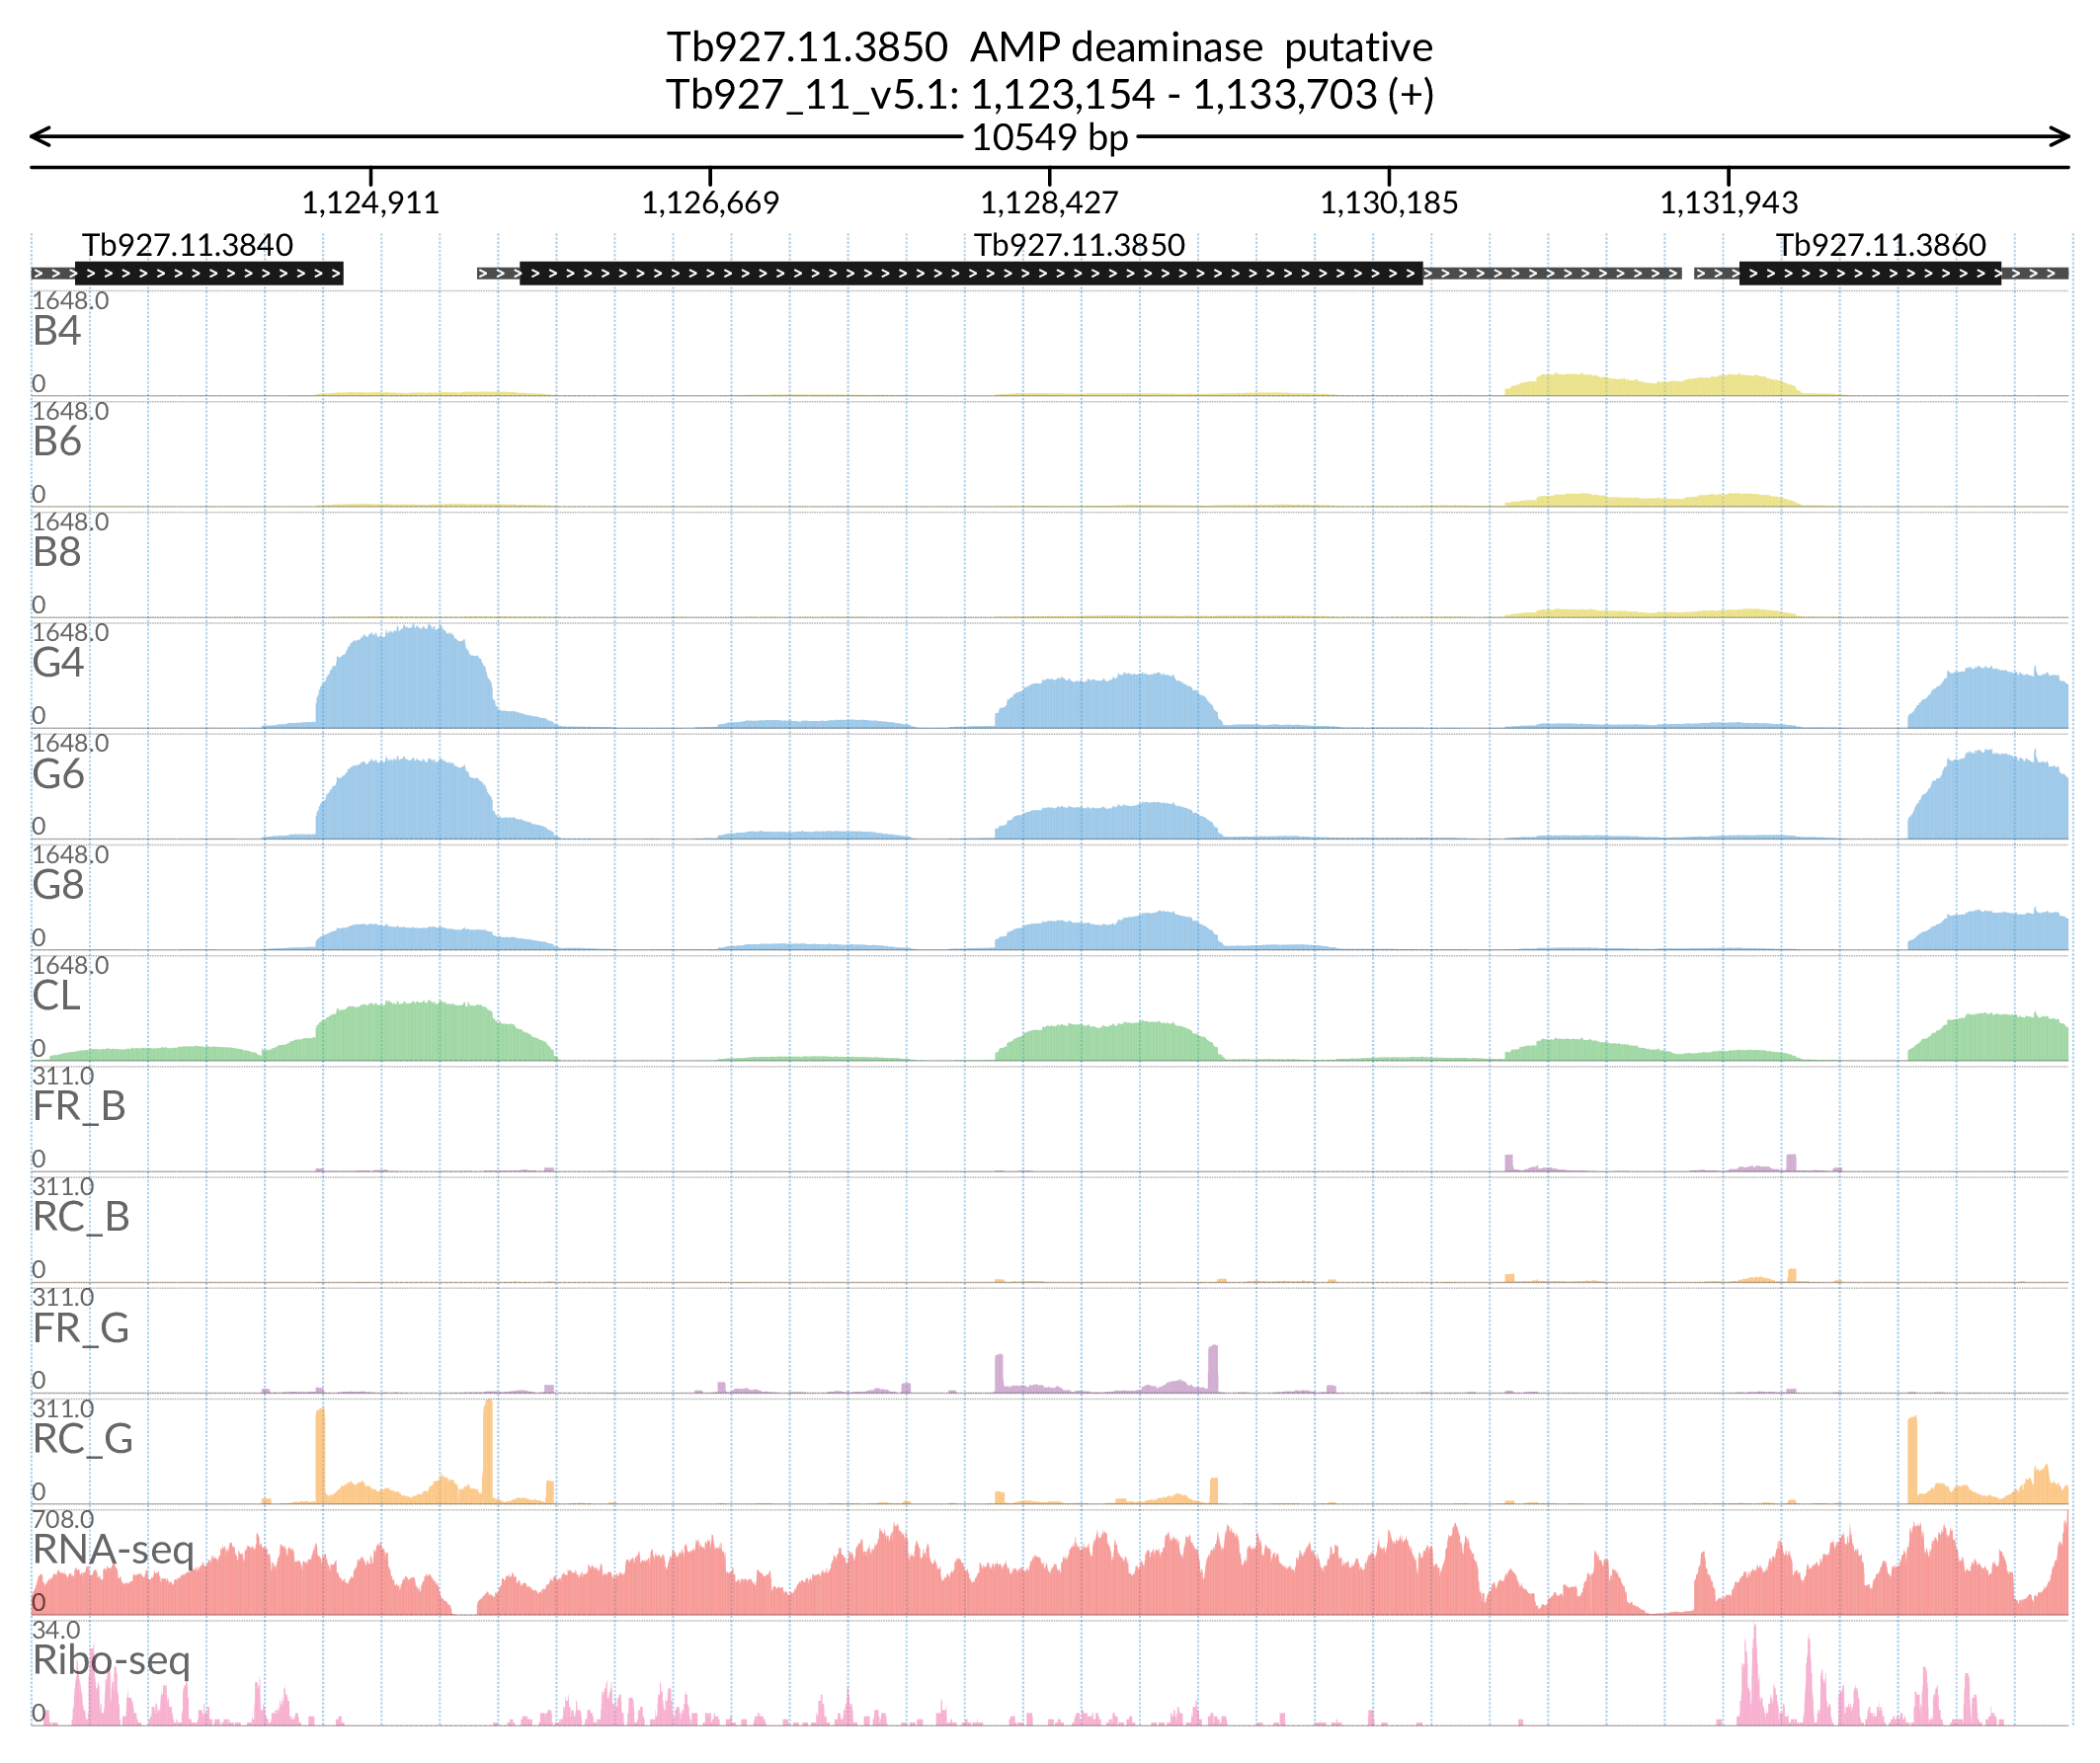 Tb927.11.3850  AMP deaminase  putative
Tb927_11_v5.1: 1,123,154 - 1,133,703 (+)
10549 bp
1,124,911 1,126,669 1,128,427 1,130,185 1,131,943
Tb927.11.3840 Tb927.11.3850 Tb927.11.3860
1648.0
B4
0
1648.0
B6
0
1648.0
B8
0
1648.0
G4
0
1648.0
G6
0
1648.0
G8
0
1648.0
CL
0
311.0
FR_B
0
311.0
RC_B
0
311.0
FR_G
0
311.0
RC_G
0
708.0
RNA-seq
0
34.0
Ribo-seq
0